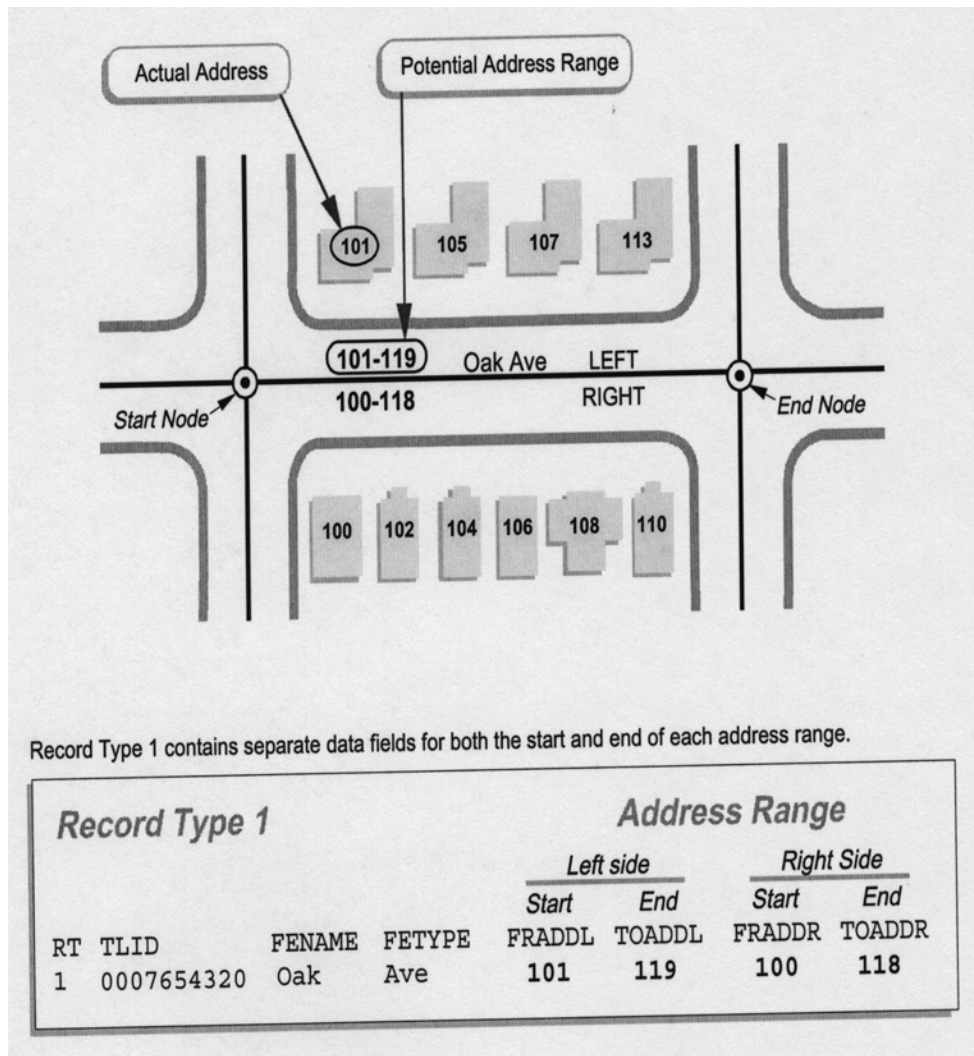 Actual Address
Potential Address Range
101 105 107 113
101-119 Oak Ave LEFT
100-118 RIGHT
Start Node
End Node
100 102 104 106 108 110
Record Type 1 contains separate data fields for both the start and end of each address range.
Record Type 1 Address Range
Left side Right Side
Start End Start End
RT TLID FENAME FETYPE FRADDL TOADDL FRADDR TOADDR
1 0007654320 Oak Ave 101 119 100 118